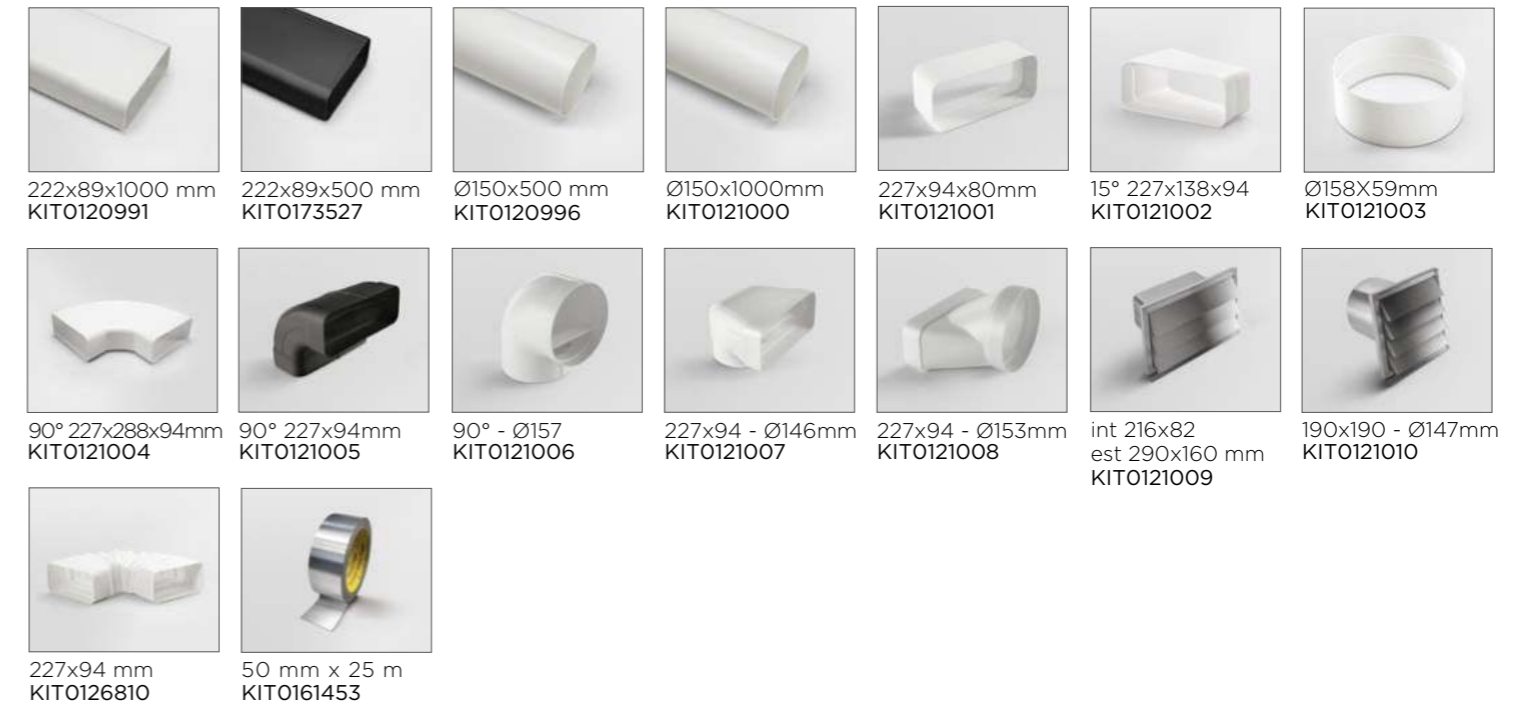 222x89x1000 mm
KIT0120991
222x89x500 mm
KIT0173527
Ø150x500 mm
KIT0120996
Ø150x1000mm
KIT0121000
227x94x80mm
KIT0121001
15° 227x138x94
KIT0121002
Ø158X59mm
KIT0121003
90° 227x288x94mm
KIT0121004
90° 227x94mm
KIT0121005
90° - Ø157
KIT0121006
227x94 - Ø146mm
KIT0121007
227x94 - Ø153mm
KIT0121008
int 216x82
est 290x160 mm
KIT0121009
190x190 - Ø147mm
KIT0121010
227x94 mm
KIT0126810
50 mm x 25 m
KIT0161453